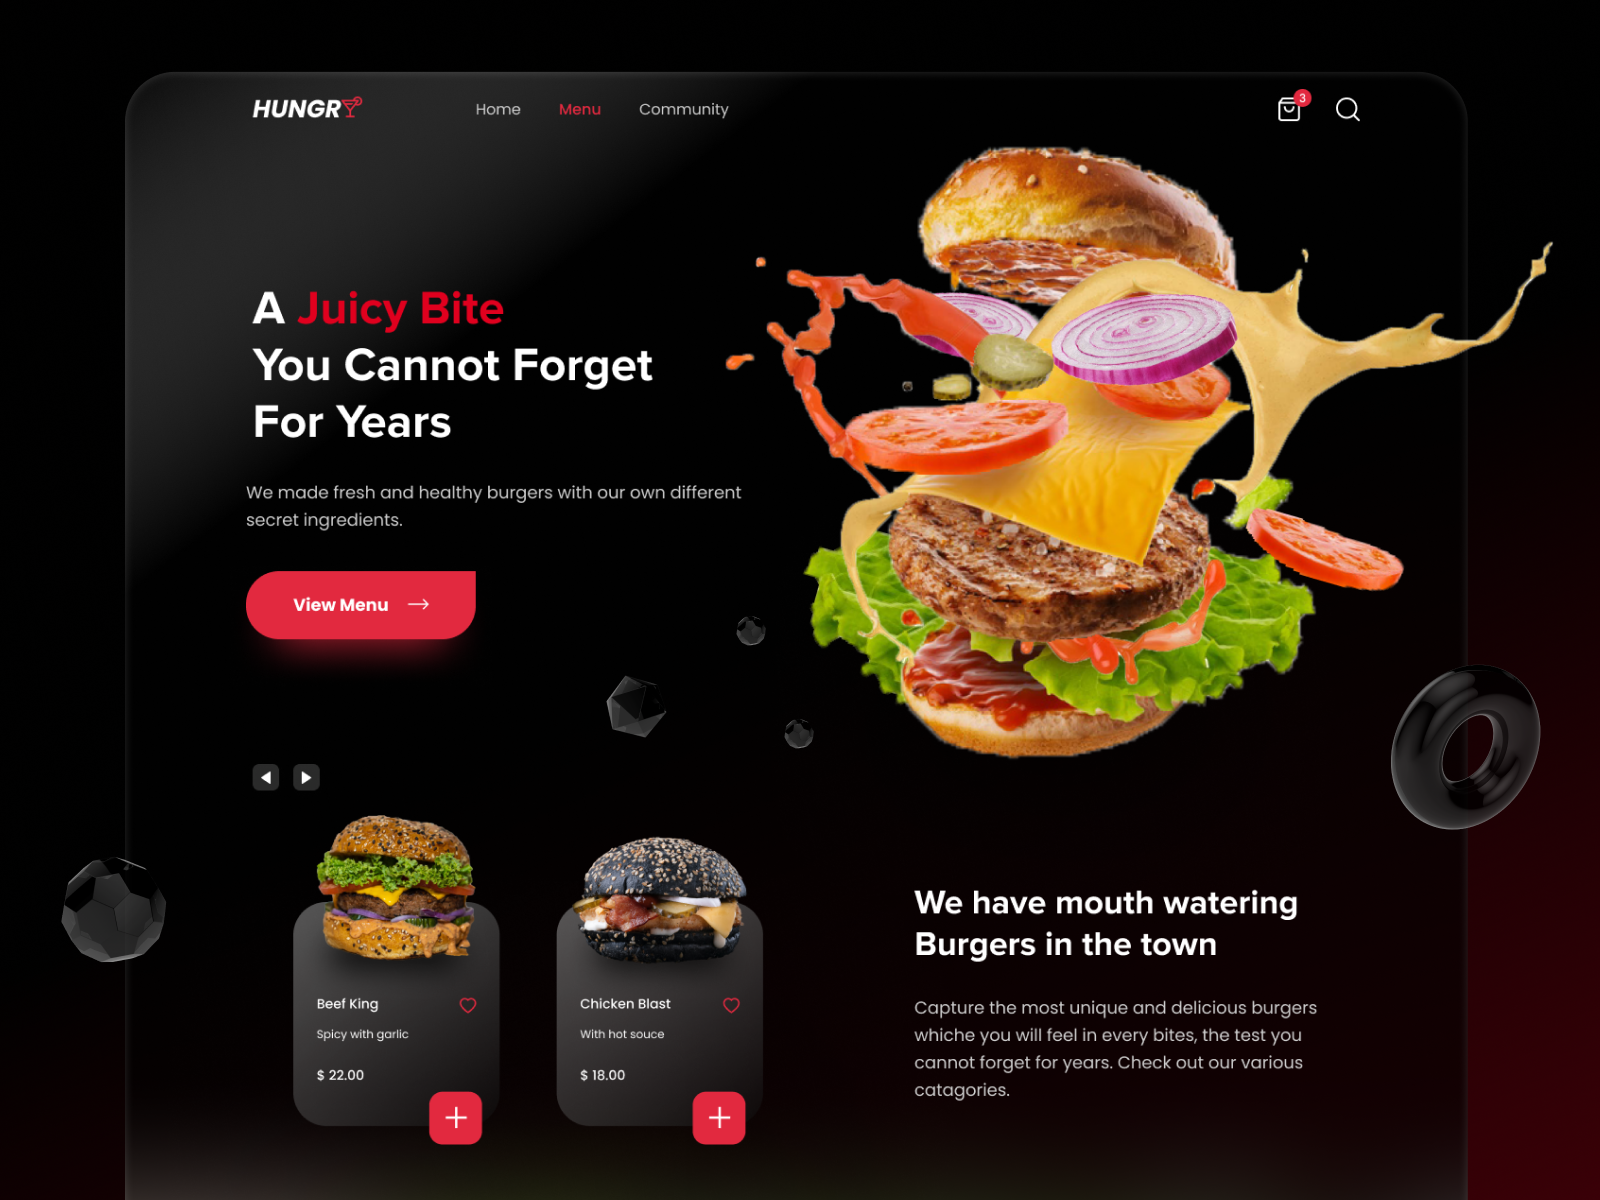 HUNGRY
Home Menu Community
3
A Juicy Bite
You Cannot Forget
For Years
We made fresh and healthy burgers with our own different
secret ingredients.
View Menu
Beef King
Spicy with garlic
$ 22.00
Chicken Blast
With hot souce
$ 18.00
We have mouth watering
Burgers in the town
Capture the most unique and delicious burgers
whiche you will feel in every bites, the test you
cannot forget for years. Check out our various
catagories.